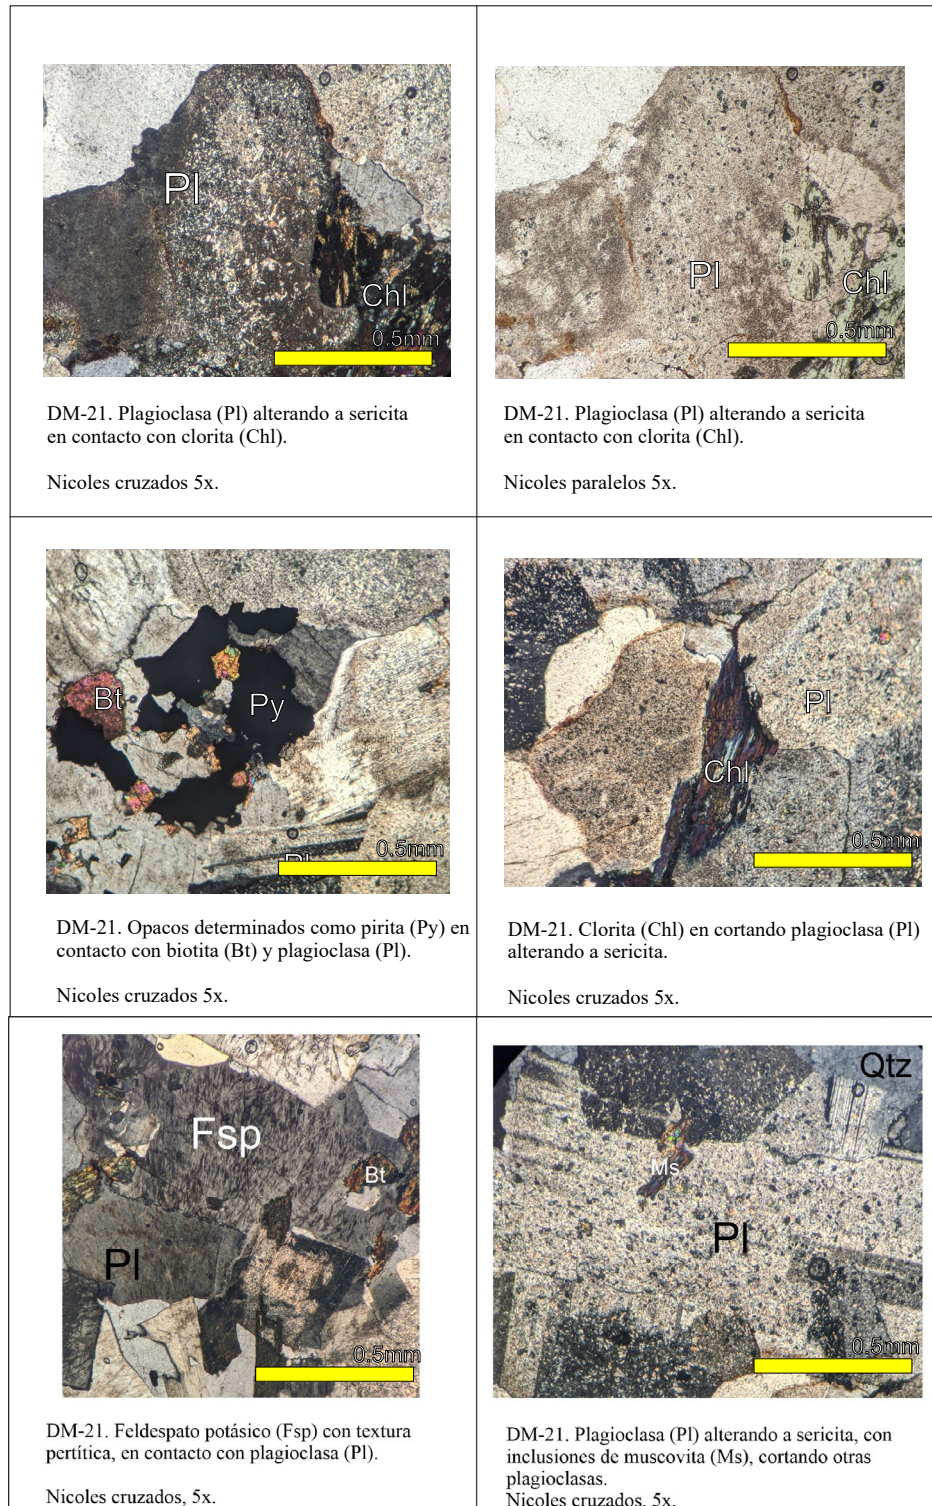 Pl
Chl
0.5mm
Pl
Chl
0.5mm
DM-21. Plagioclasa (Pl) alterando a sericita
en contacto con clorita (Chl).
Nicoles cruzados 5x.
DM-21. Plagioclasa (Pl) alterando a sericita
en contacto con clorita (Chl).
Nicoles paralelos 5x.
Bt
Py
Pl
0.5mm
Pl
Chl
0.5mm
DM-21. Opacos determinados como pirita (Py) en
contacto con biotita (Bt) y plagioclasa (Pl).
Nicoles cruzados 5x.
DM-21. Clorita (Chl) en cortando plagioclasa (Pl)
alterando a sericita.
Nicoles cruzados 5x.
Fsp
Bt
Pl
0.5mm
Qtz
Ms
Pl
0.5mm
DM-21. Feldespato potásico (Fsp) con textura
pertítica, en contacto con plagioclasa (Pl).
Nicoles cruzados, 5x.
DM-21. Plagioclasa (Pl) alterando a sericita, con
inclusiones de muscovita (Ms), cortando otras
plagioclasas.
Nicoles cruzados, 5x.